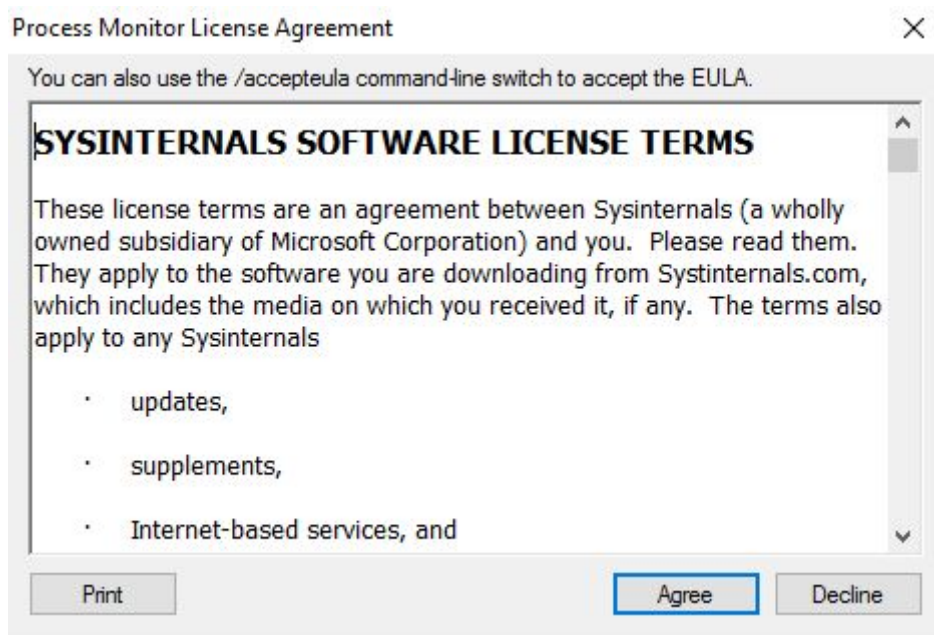 Process Monitor License Agreement
You can also use the /accepteula command-line switch to accept the EULA.
SYSINTERNALS SOFTWARE LICENSE TERMS
These license terms are an agreement between Sysinternals (a wholly
owned subsidiary of Microsoft Corporation) and you.  Please read them.
They apply to the software you are downloading from Systinternals.com,
which includes the media on which you received it, if any.  The terms also
apply to any Sysinternals
· updates,
· supplements,
· Internet-based services, and
Print Agree Decline